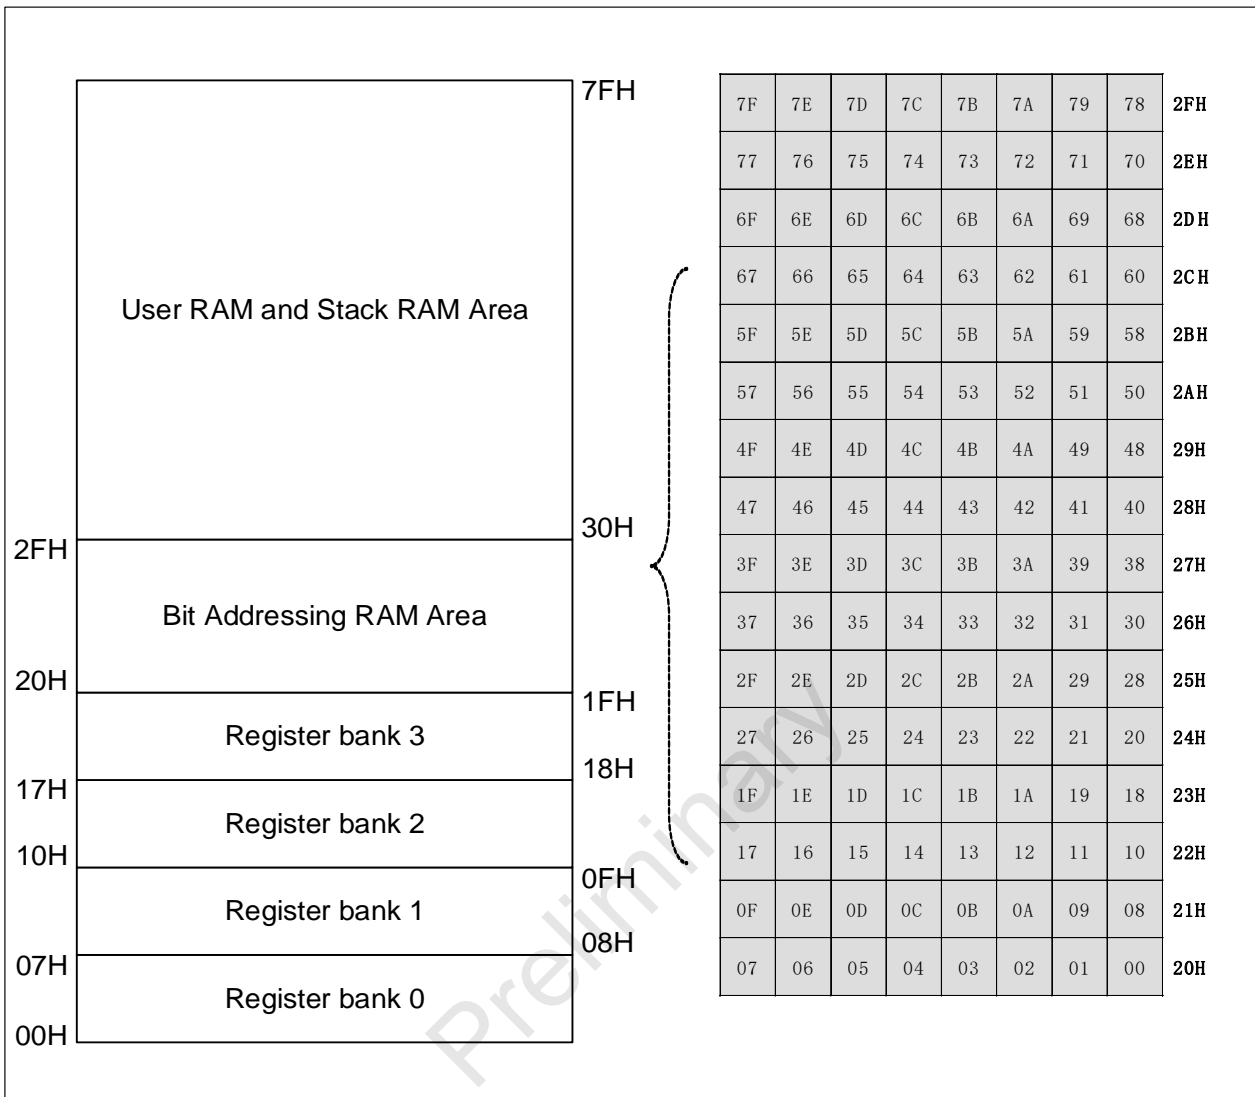 7FH
User RAM and Stack RAM Area
30H
2FH
Bit Addressing RAM Area
20H
1FH
Register bank 3
18H
17H
Register bank 2
10H
0FH
Register bank 1
08H
07H
Register bank 0
00H
7F 7E 7D 7C 7B 7A 79 78 2FH
77 76 75 74 73 72 71 70 2EH
6F 6E 6D 6C 6B 6A 69 68 2DH
67 66 65 64 63 62 61 60 2CH
5F 5E 5D 5C 5B 5A 59 58 2BH
57 56 55 54 53 52 51 50 2AH
4F 4E 4D 4C 4B 4A 49 48 29H
47 46 45 44 43 42 41 40 28H
3F 3E 3D 3C 3B 3A 39 38 27H
37 36 35 34 33 32 31 30 26H
2F 2E 2D 2C 2B 2A 29 28 25H
27 26 25 24 23 22 21 20 24H
1F 1E 1D 1C 1B 1A 19 18 23H
17 16 15 14 13 12 11 10 22H
0F 0E 0D 0C 0B 0A 09 08 21H
07 06 05 04 03 02 01 00 20H
Preliminary